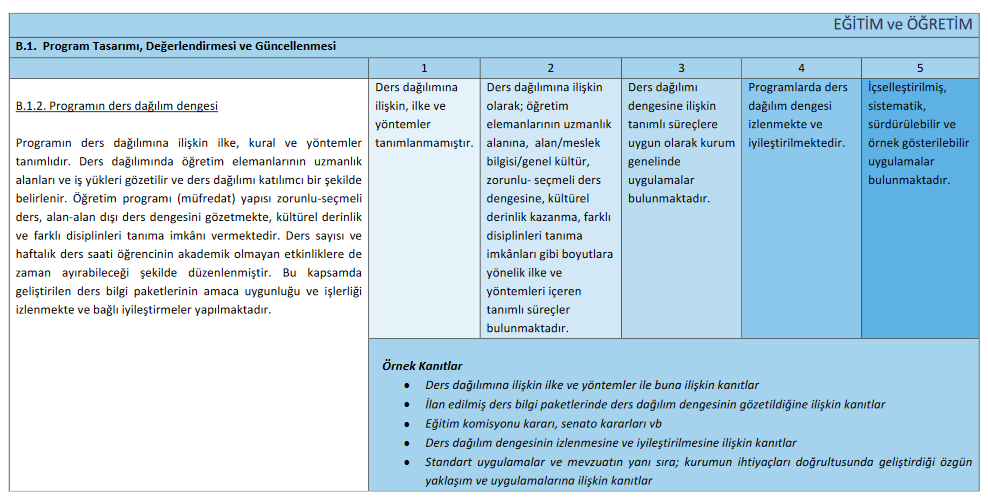 EĞİTİM ve ÖĞRETİM
B.1. Program Tasarımı, Değerlendirmesi ve Güncellenmesi
1
2
3
4
5
B.1.2. Programın ders dağılım dengesi
Programın ders dağılımına ilişkin ilke, kural ve yöntemler
tanımlıdır. Ders dağılımında öğretim elemanlarının uzmanlık
alanları ve iş yükleri gözetilir ve ders dağılımı katılımcı bir şekilde
belirlenir. Öğretim programı (müfredat) yapısı zorunlu-seçmeli
ders, alan-alan dışı ders dengesini gözetmekte, kültürel derinlik
ve farklı disiplinleri tanıma imkânı vermektedir. Ders sayısı ve
haftalık ders saati öğrencinin akademik olmayan etkinliklere de
zaman ayırabileceği şekilde düzenlenmiştir. Bu kapsamda
geliştirilen ders bilgi paketlerinin amaca uygunluğu ve işlerliği
izlenmekte ve bağlı iyileştirmeler yapılmaktadır.
Ders dağılımına
ilişkin, ilke ve
yöntemler
tanımlanmamıştır.
Ders dağılımına ilişkin
olarak; öğretim
elemanlarının uzmanlık
alanına, alan/meslek
bilgisi/genel kültür,
zorunlu- seçmeli ders
dengesine, kültürel
derinlik kazanma, farklı
disiplinleri tanıma
imkânları gibi boyutlara
yönelik ilke ve
yöntemleri içeren
tanımlı süreçler
bulunmaktadır.
Ders dağılımı
dengesine ilişkin
tanımlı süreçlere
uygun olarak kurum
genelinde
uygulamalar
bulunmaktadır.
Programlarda ders
dağılım dengesi
izlenmekte ve
iyileştirilmektedir.
İçselleştirilmiş,
sistematik,
sürdürülebilir ve
örnek gösterilebilir
uygulamalar
bulunmaktadır.
Örnek Kanıtlar
• Ders dağılımına ilişkin ilke ve yöntemler ile buna ilişkin kanıtlar
• İlan edilmiş ders bilgi paketlerinde ders dağılım dengesinin gözetildiğine ilişkin kanıtlar
• Eğitim komisyonu kararı, senato kararları vb
• Ders dağılım dengesinin izlenmesine ve iyileştirilmesine ilişkin kanıtlar
• Standart uygulamalar ve mevzuatın yanı sıra; kurumun ihtiyaçları doğrultusunda geliştirdiği özgün
yaklaşım ve uygulamalarına ilişkin kanıtlar